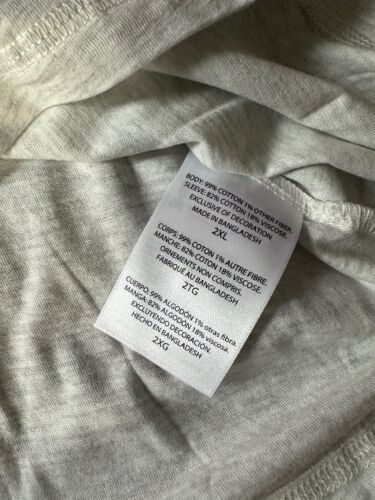 BODY: 99% COTTON 1% OTHER FIBER.
SLEEVE: 82% COTTON 18% VISCOSE.
EXCLUSIVE OF DECORATION.
MADE IN BANGLADESH
2XL
CORPS: 99% COTON 1% AUTRE FIBRE.
MANCHE: 82% COTON 18% VISCOSE.
ORNEMENTS NON COMPRIS.
FABRIQUÉ AU BANGLADESH
2TG
CUERPO: 99% ALGODÓN 1% otras fibra.
MANGA: 82% ALGODÓN 18% viscosa.
EXCLUYENDO DECORACIÓN.
HECHO EN BANGLADESH
2XG